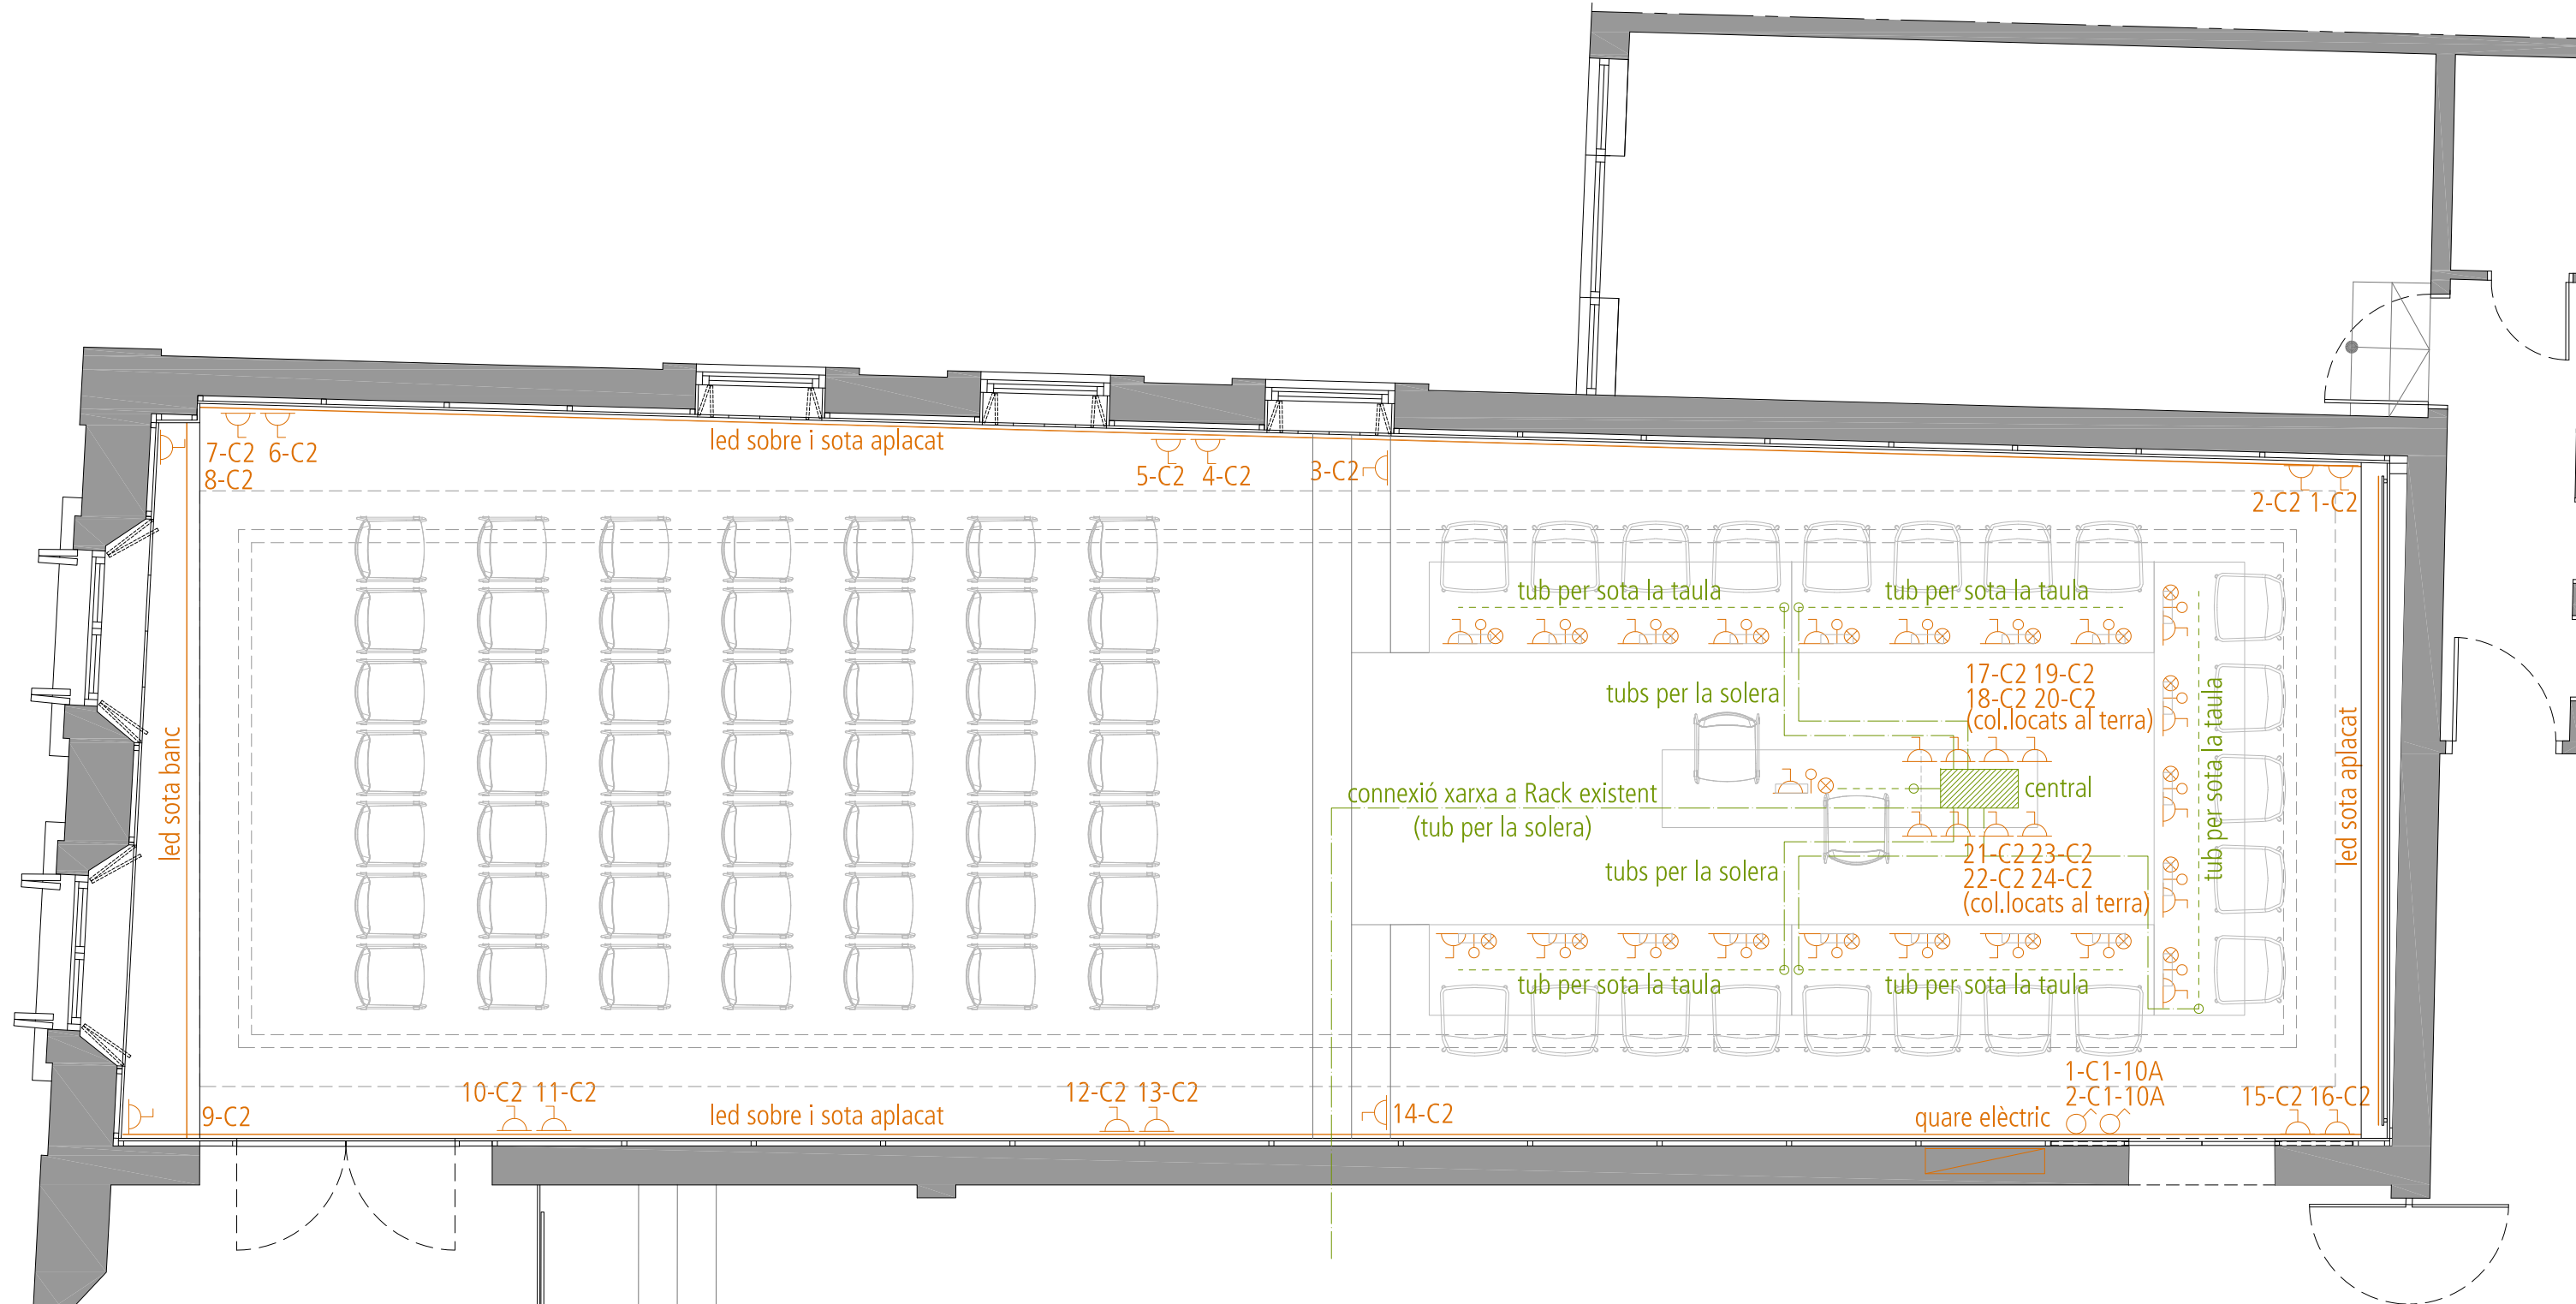 led sobre i sota aplacat
7-C2 6-C2
8-C2
5-C2 4-C2
3-C2
2-C2 1-C2
tub per sota la taula
tub per sota la taula
17-C2 19-C2
18-C2 20-C2
(col.locats al terra)
tubs per la solera
tub per sota la taula
led sota banc
led sota aplacat
connexió xarxa a Rack existent
(tub per la solera)
central
tubs per la solera
21-C2 23-C2
22-C2 24-C2
(col.locats al terra)
tub per sota la taula
tub per sota la taula
1-C1-10A
2-C1-10A
9-C2
10-C2 11-C2
led sobre i sota aplacat
12-C2 13-C2
14-C2
quare elèctric
15-C2 16-C2